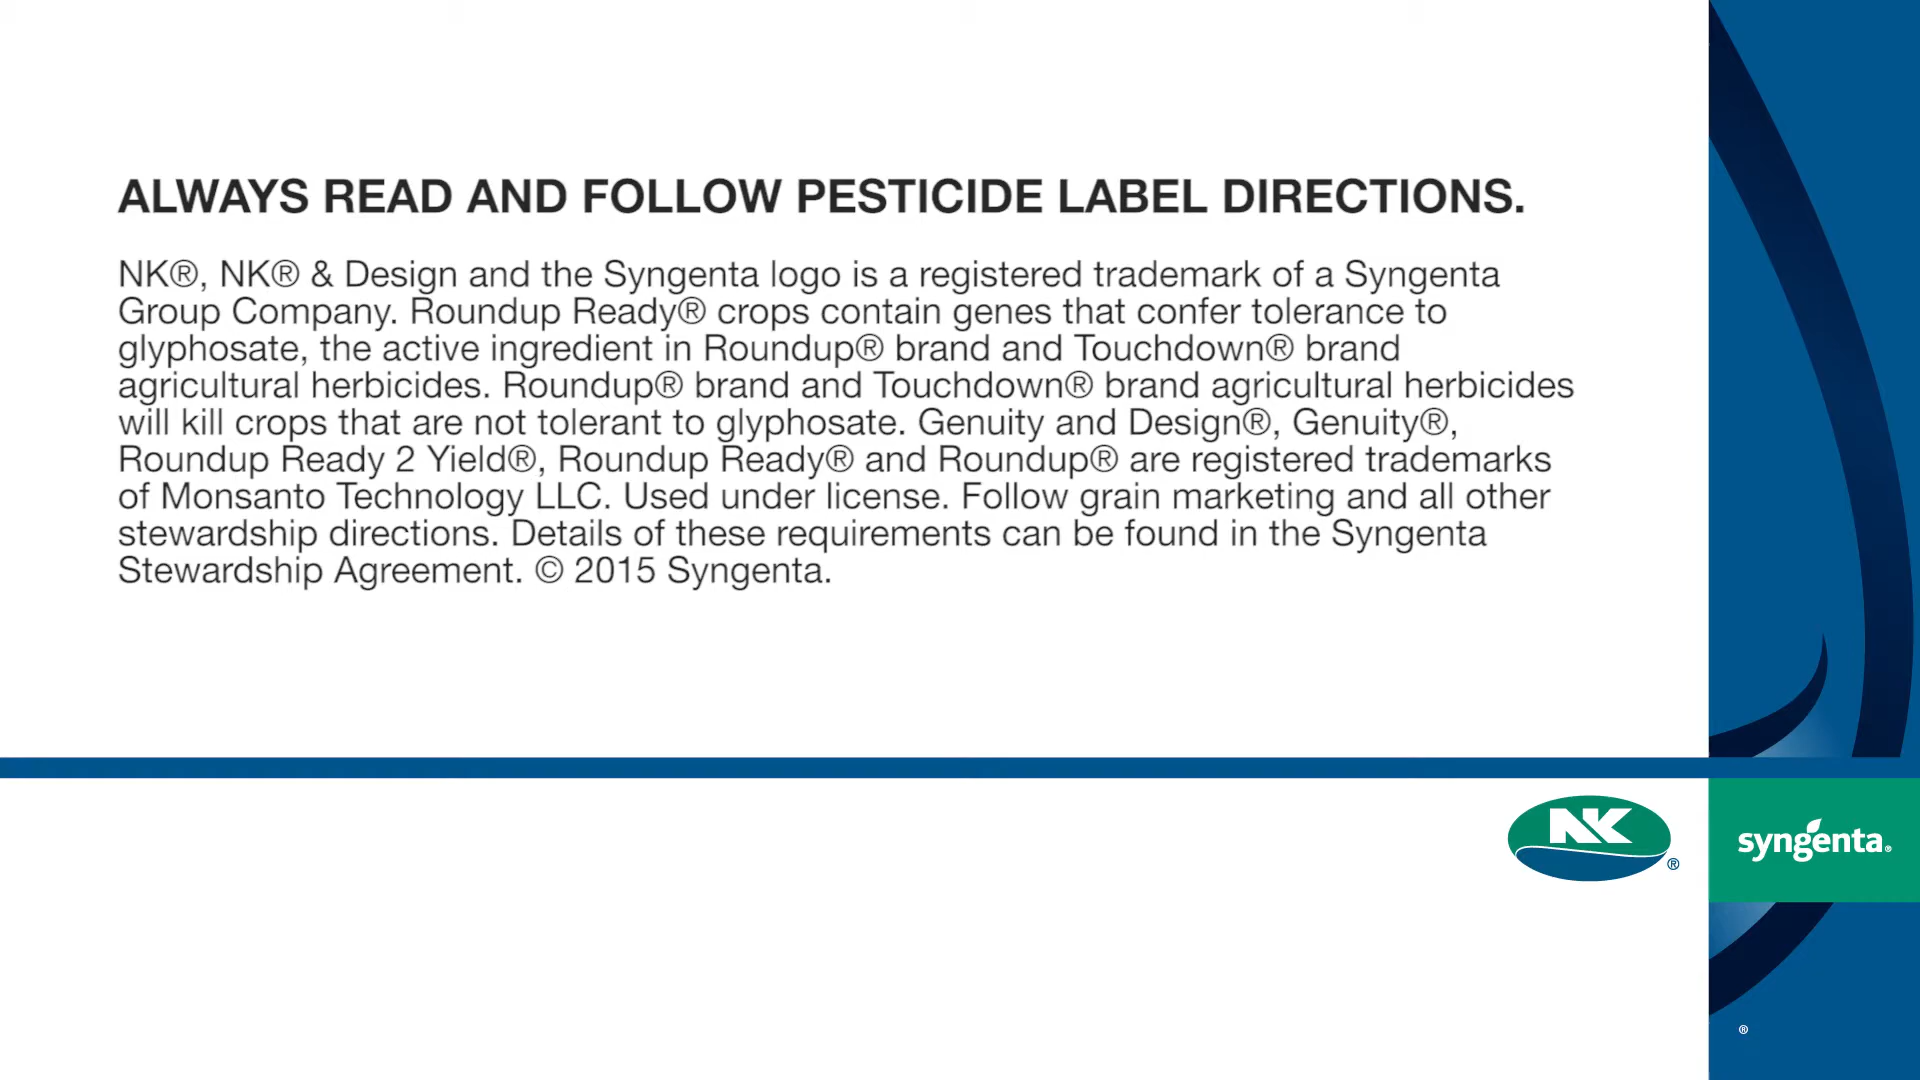 ALWAYS READ AND FOLLOW PESTICIDE LABEL DIRECTIONS.
NK®, NK® & Design and the Syngenta logo is a registered trademark of a Syngenta
Group Company. Roundup Ready® crops contain genes that confer tolerance to
glyphosate, the active ingredient in Roundup® brand and Touchdown® brand
agricultural herbicides. Roundup® brand and Touchdown® brand agricultural herbicides
will kill crops that are not tolerant to glyphosate. Genuity and Design®, Genuity®,
Roundup Ready 2 Yield®, Roundup Ready® and Roundup® are registered trademarks
of Monsanto Technology LLC. Used under license. Follow grain marketing and all other
stewardship directions. Details of these requirements can be found in the Syngenta
Stewardship Agreement. © 2015 Syngenta.
NK®
syngenta®
®